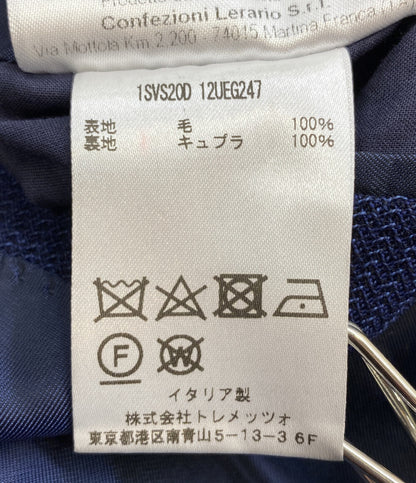 Confezioni Lerario S.r.l.
Via Mottola Km 2.200 - 74015 Martina Franca (TA
1SVS20D 12UEG247
表地 毛 100%
裏地 キュプラ 100%
F W
イタリア製
株式会社トレメッツォ
東京都港区南青山5-13-3 6F